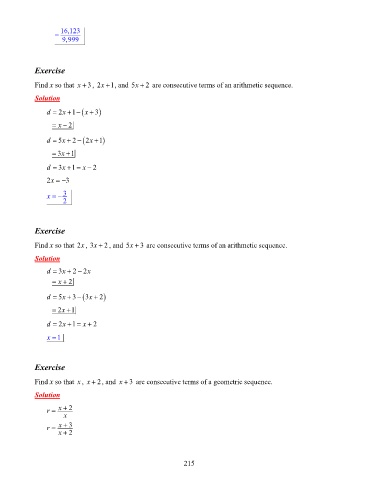 = 16,123 / 9,999
Exercise
Find x so that x + 3, 2x + 1, and 5x + 2 are consecutive terms of an arithmetic sequence.
Solution
d = 2x + 1 − (x + 3)
= x − 2
d = 5x + 2 − (2x + 1)
= 3x + 1
d = 3x + 1 = x − 2
2x = −3
x = − 3 / 2
Exercise
Find x so that 2x, 3x + 2, and 5x + 3 are consecutive terms of an arithmetic sequence.
Solution
d = 3x + 2 − 2x
= x + 2
d = 5x + 3 − (3x + 2)
= 2x + 1
d = 2x + 1 = x + 2
x = 1
Exercise
Find x so that x, x + 2, and x + 3 are consecutive terms of a geometric sequence.
Solution
r = x + 2 / x
r = x + 3 / x + 2
215